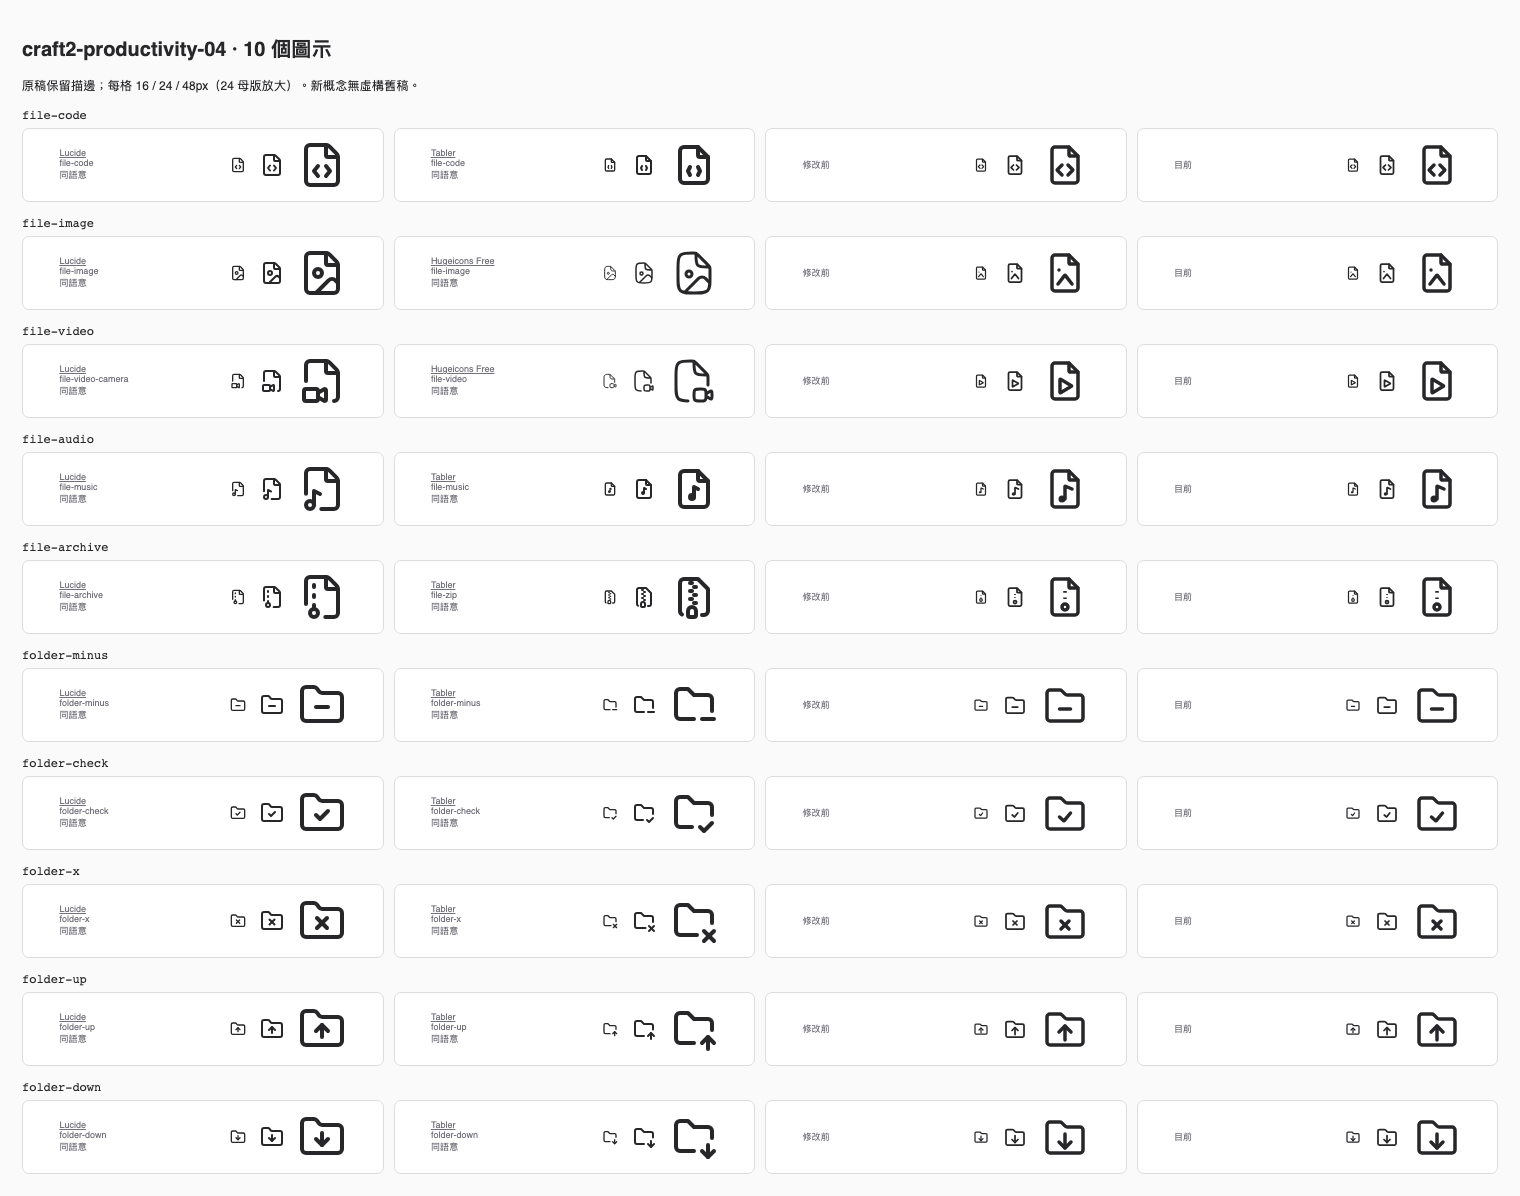 craft2-productivity-04 · 10 個圖示
原稿保留描邊；每格 16 / 24 / 48px（24 母版放大）。新概念無虛構舊稿。
file-code
Lucide
file-code
同語意
Tabler
file-code
同語意
修改前
目前
file-image
Lucide
file-image
同語意
Hugeicons Free
file-image
同語意
修改前
目前
file-video
Lucide
file-video-camera
同語意
Hugeicons Free
file-video
同語意
修改前
目前
file-audio
Lucide
file-music
同語意
Tabler
file-music
同語意
修改前
目前
file-archive
Lucide
file-archive
同語意
Tabler
file-zip
同語意
修改前
目前
folder-minus
Lucide
folder-minus
同語意
Tabler
folder-minus
同語意
修改前
目前
folder-check
Lucide
folder-check
同語意
Tabler
folder-check
同語意
修改前
目前
folder-x
Lucide
folder-x
同語意
Tabler
folder-x
同語意
修改前
目前
folder-up
Lucide
folder-up
同語意
Tabler
folder-up
同語意
修改前
目前
folder-down
Lucide
folder-down
同語意
Tabler
folder-down
同語意
修改前
目前